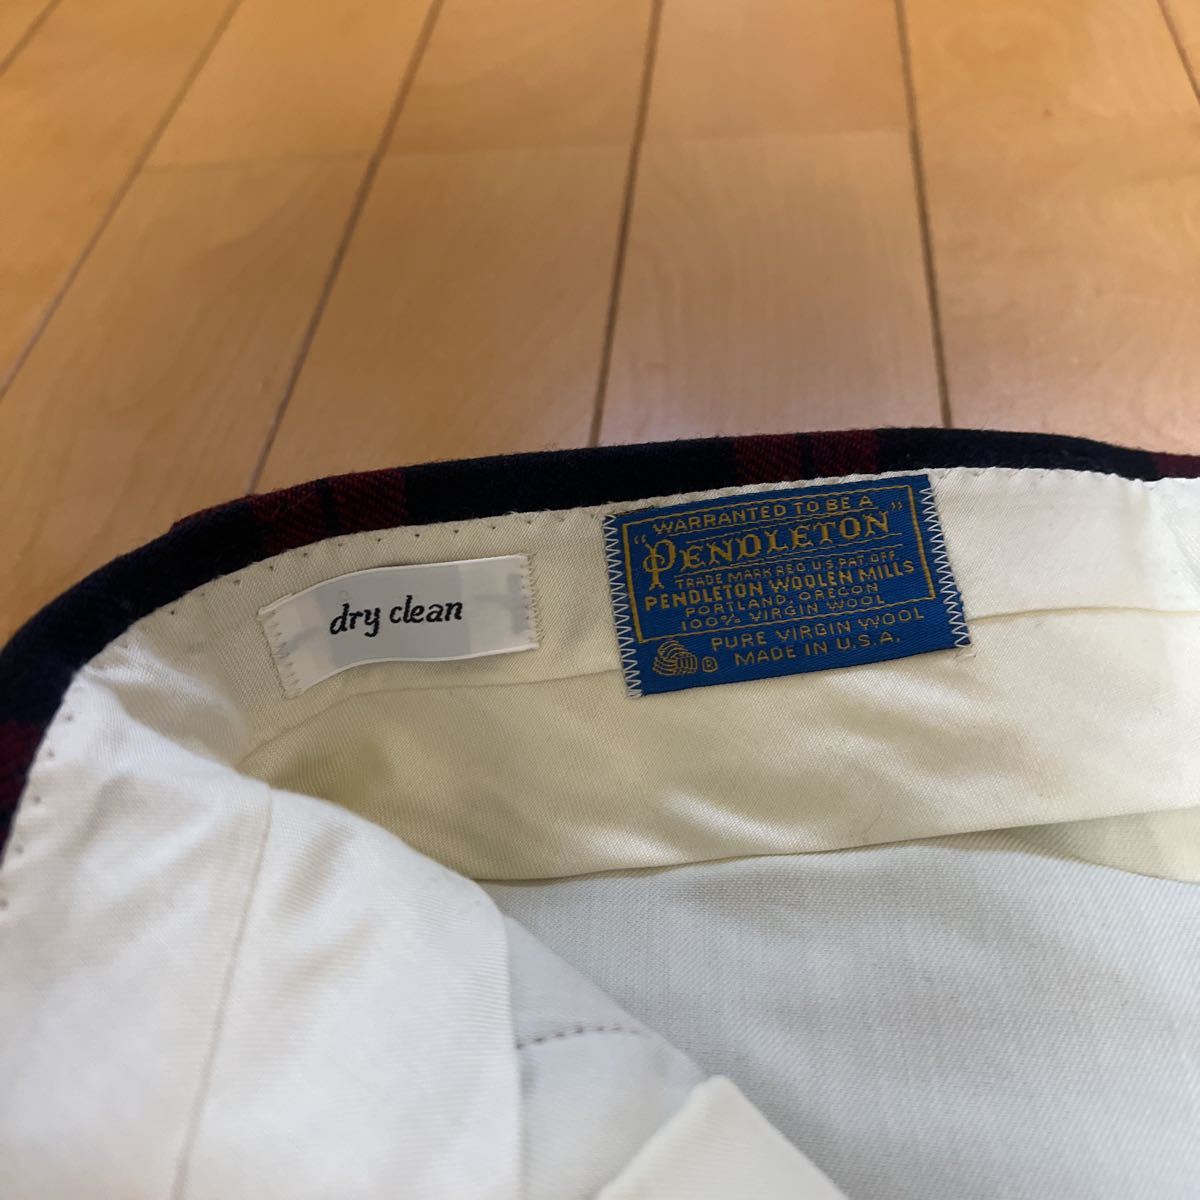 dry clean
WARRANTED TO BE A
"PENDLETON"
TRADE MARK REG. U.S. PAT. OFF.
PENDLETON WOOLEN MILLS
PORTLAND, OREGON
100% VIRGIN WOOL
PURE VIRGIN WOOL
R MADE IN U.S.A.